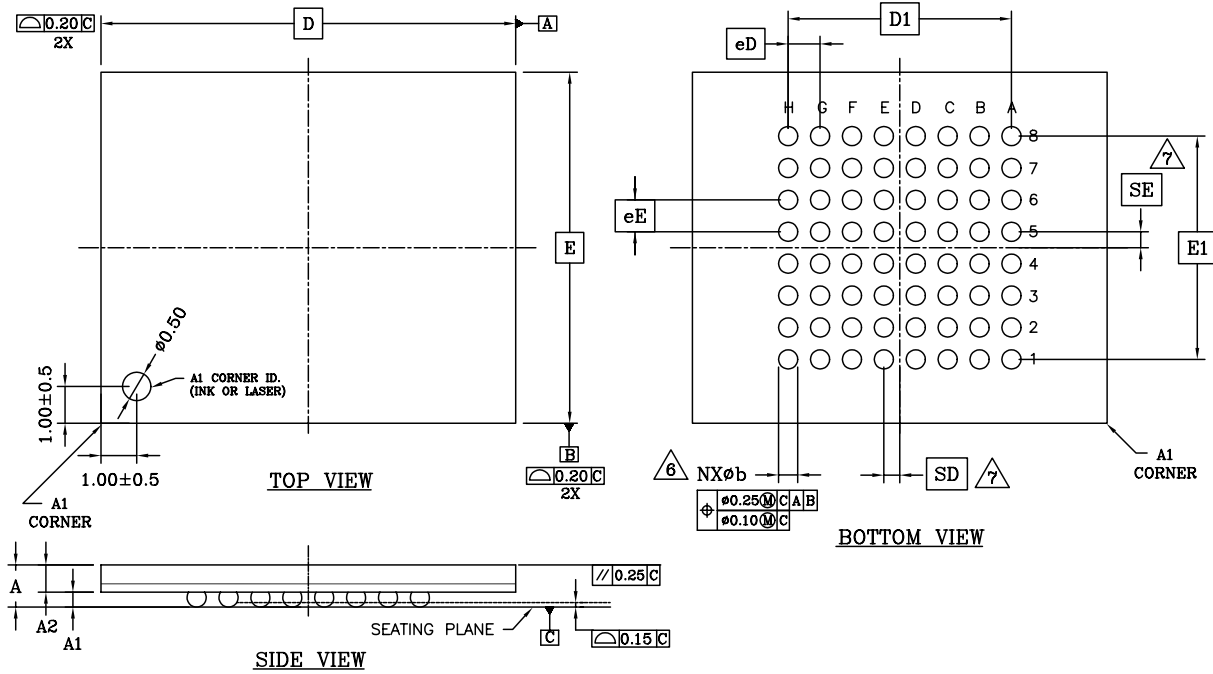 ⌓ 0.20 C
2X
D
A
E
ø0.50
A1 CORNER ID.
(INK OR LASER)
1.00±0.5
1.00±0.5
A1
CORNER
TOP VIEW
B
⌓ 0.20 C
2X
D1
eD
H G F E D C B A
8
7
6
5
4
3
2
1
7
SE
eE
E1
6 NXøb
⌖ ø0.25Ⓜ C A B
ø0.10Ⓜ C
SD 7
A1
CORNER
BOTTOM VIEW
A
A2
A1
// 0.25 C
SEATING PLANE
C
⌓ 0.15 C
SIDE VIEW